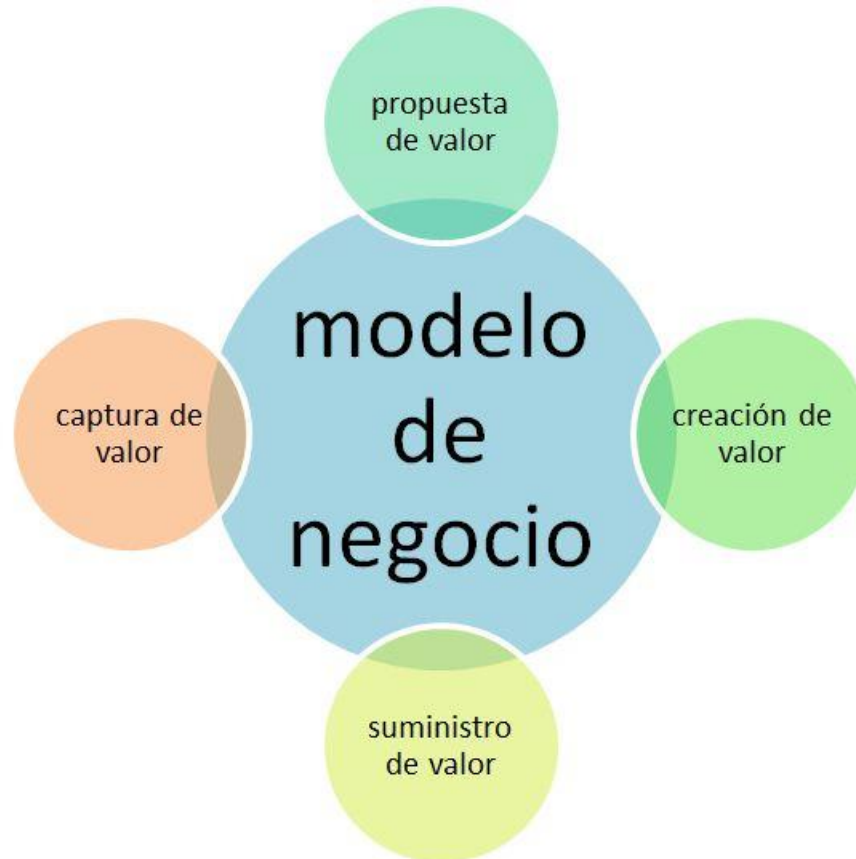 propuesta
de valor
modelo
de
negocio
captura de
valor
creación de
valor
suministro
de valor